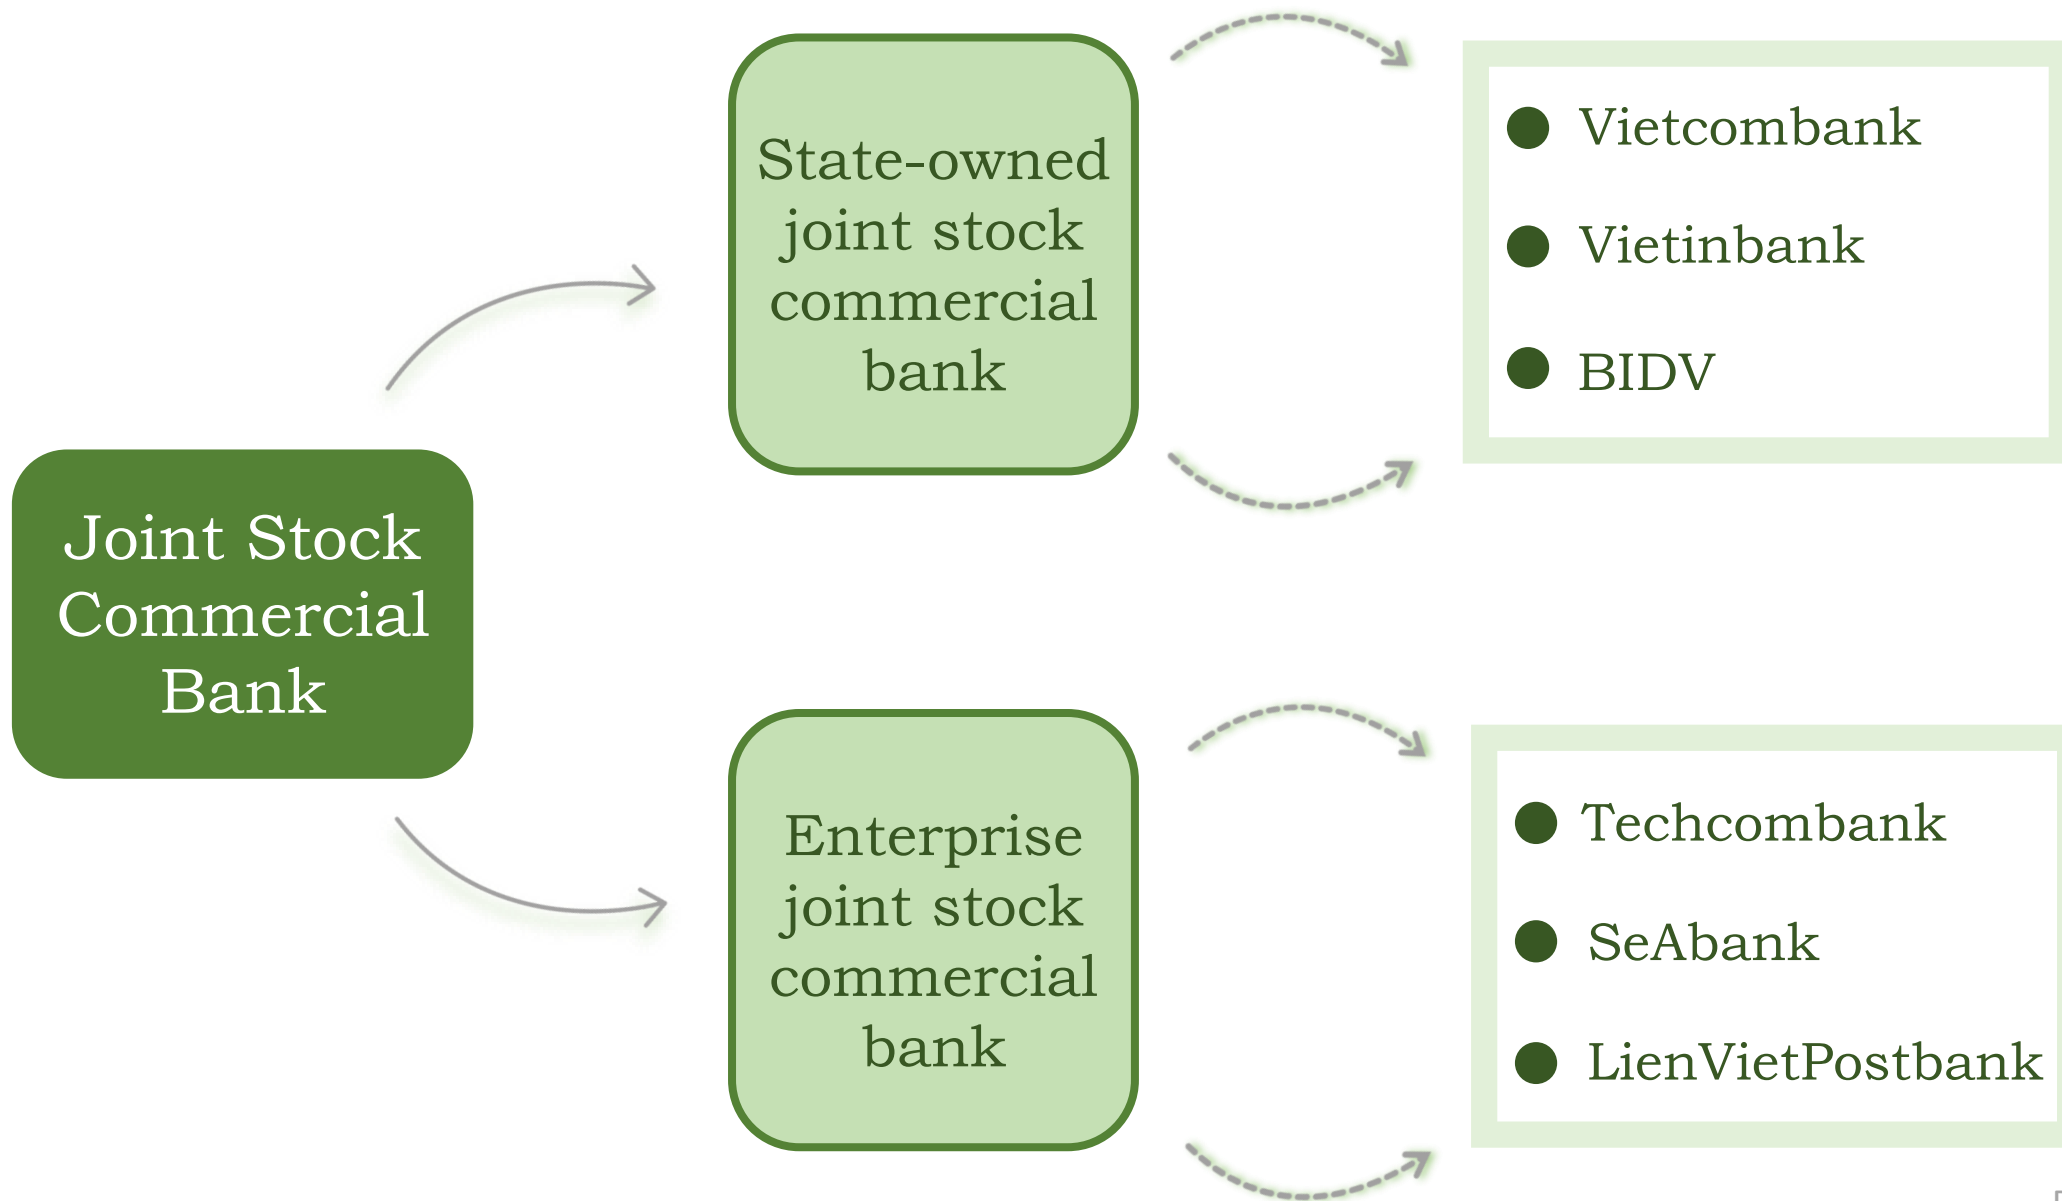 Joint Stock
Commercial
Bank
State-owned
joint stock
commercial
bank
Vietcombank
Vietinbank
BIDV
Enterprise
joint stock
commercial
bank
Techcombank
SeAbank
LienVietPostbank